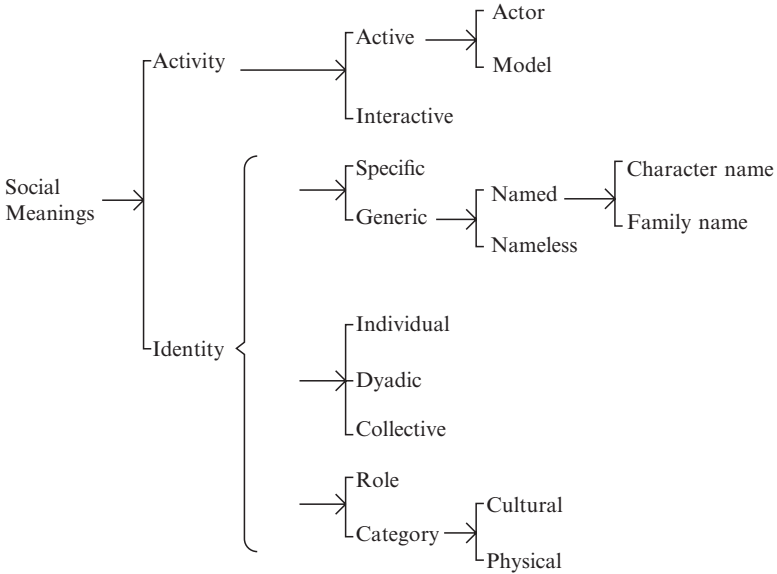 Social
Meanings
Activity
Active
Actor
Model
Interactive
Identity
Specific
Generic
Named
Character name
Family name
Nameless
Individual
Dyadic
Collective
Role
Category
Cultural
Physical